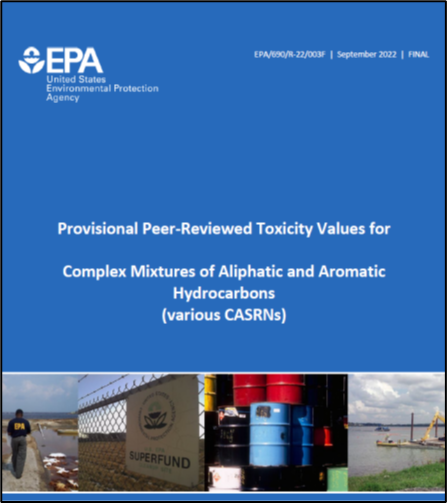 EPA/690/R-22/003F | September 2022 | FINAL
EPA
United States
Environmental Protection
Agency
Provisional Peer-Reviewed Toxicity Values for
Complex Mixtures of Aliphatic and Aromatic
Hydrocarbons
(various CASRNs)
EPA
SUPERFUND